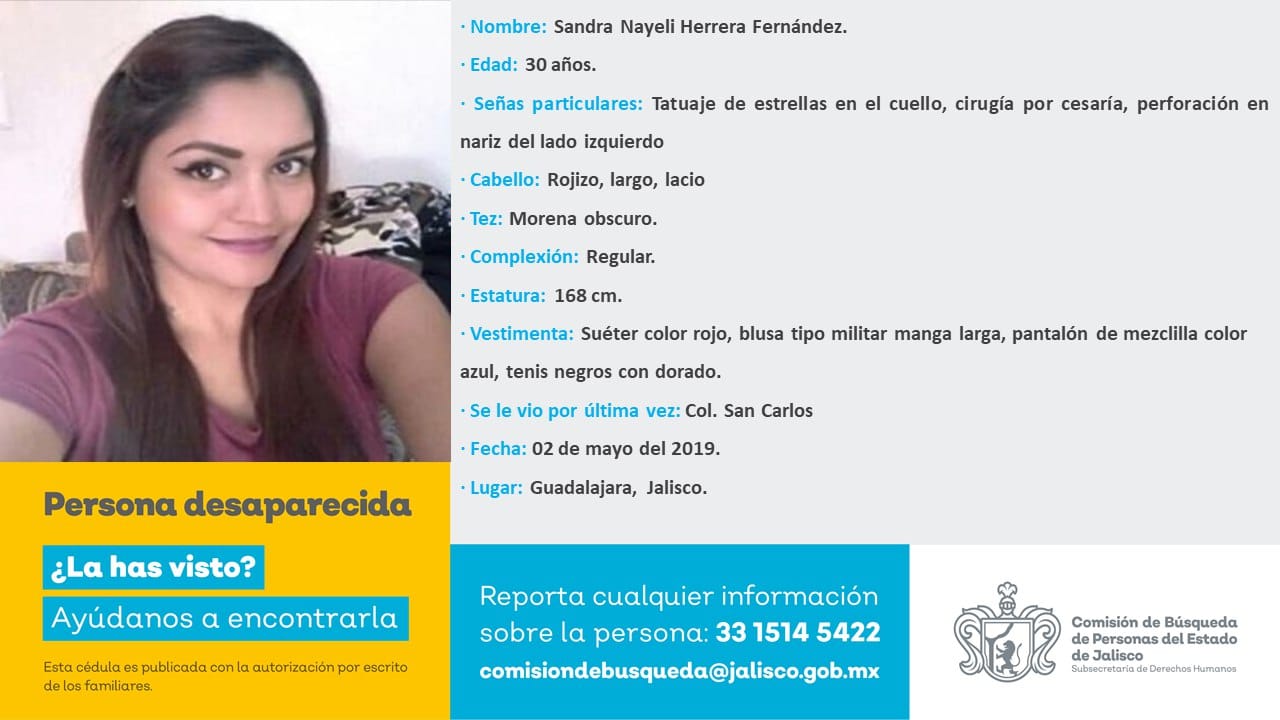 · Nombre: Sandra Nayeli Herrera Fernández.
· Edad: 30 años.
· Señas particulares: Tatuaje de estrellas en el cuello, cirugía por cesaría, perforación en
nariz del lado izquierdo
· Cabello: Rojizo, largo, lacio
· Tez: Morena obscuro.
· Complexión: Regular.
· Estatura: 168 cm.
· Vestimenta: Suéter color rojo, blusa tipo militar manga larga, pantalón de mezclilla color
azul, tenis negros con dorado.
· Se le vio por última vez: Col. San Carlos
· Fecha: 02 de mayo del 2019.
· Lugar: Guadalajara, Jalisco.
Persona desaparecida
¿La has visto?
Ayúdanos a encontrarla
Esta cédula es publicada con la autorización por escrito
de los familiares.
Reporta cualquier información
sobre la persona: 33 1514 5422
comisiondebusqueda@jalisco.gob.mx
Comisión de Búsqueda
de Personas del Estado
de Jalisco
Subsecretaría de Derechos Humanos